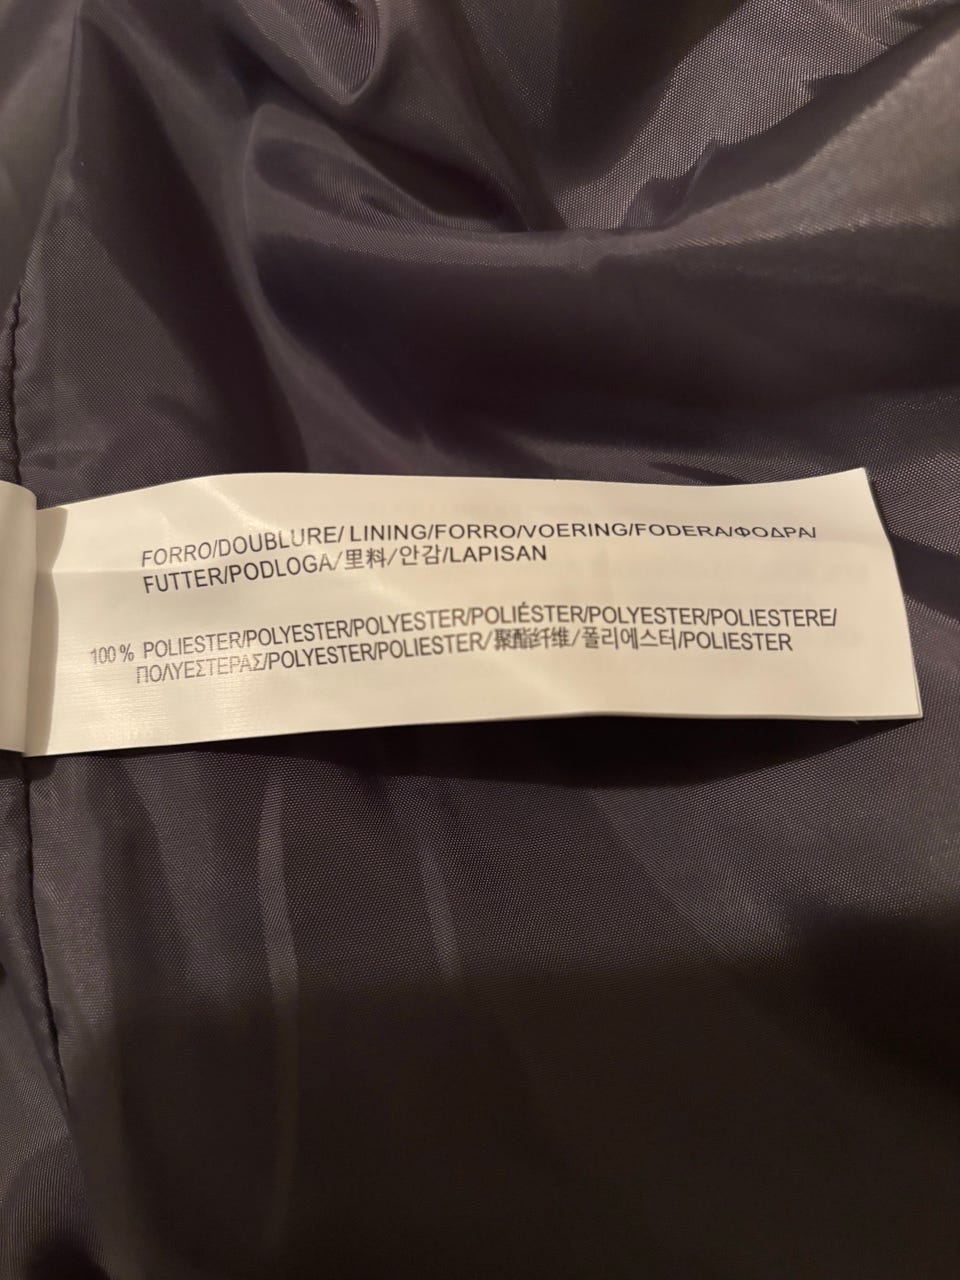 FORRO/DOUBLURE/ LINING/FORRO/VOERING/FODERA/ΦΟΔΡΑ/
FUTTER/PODLOGA/里料/안감/LAPISAN
100 % POLIESTER/POLYESTER/POLYESTER/POLIÉSTER/POLYESTER/POLIESTERE/
ΠΟΛΥΕΣΤΕΡΑΣ/POLYESTER/POLIESTER/聚酯纤维/폴리에스터/POLIESTER